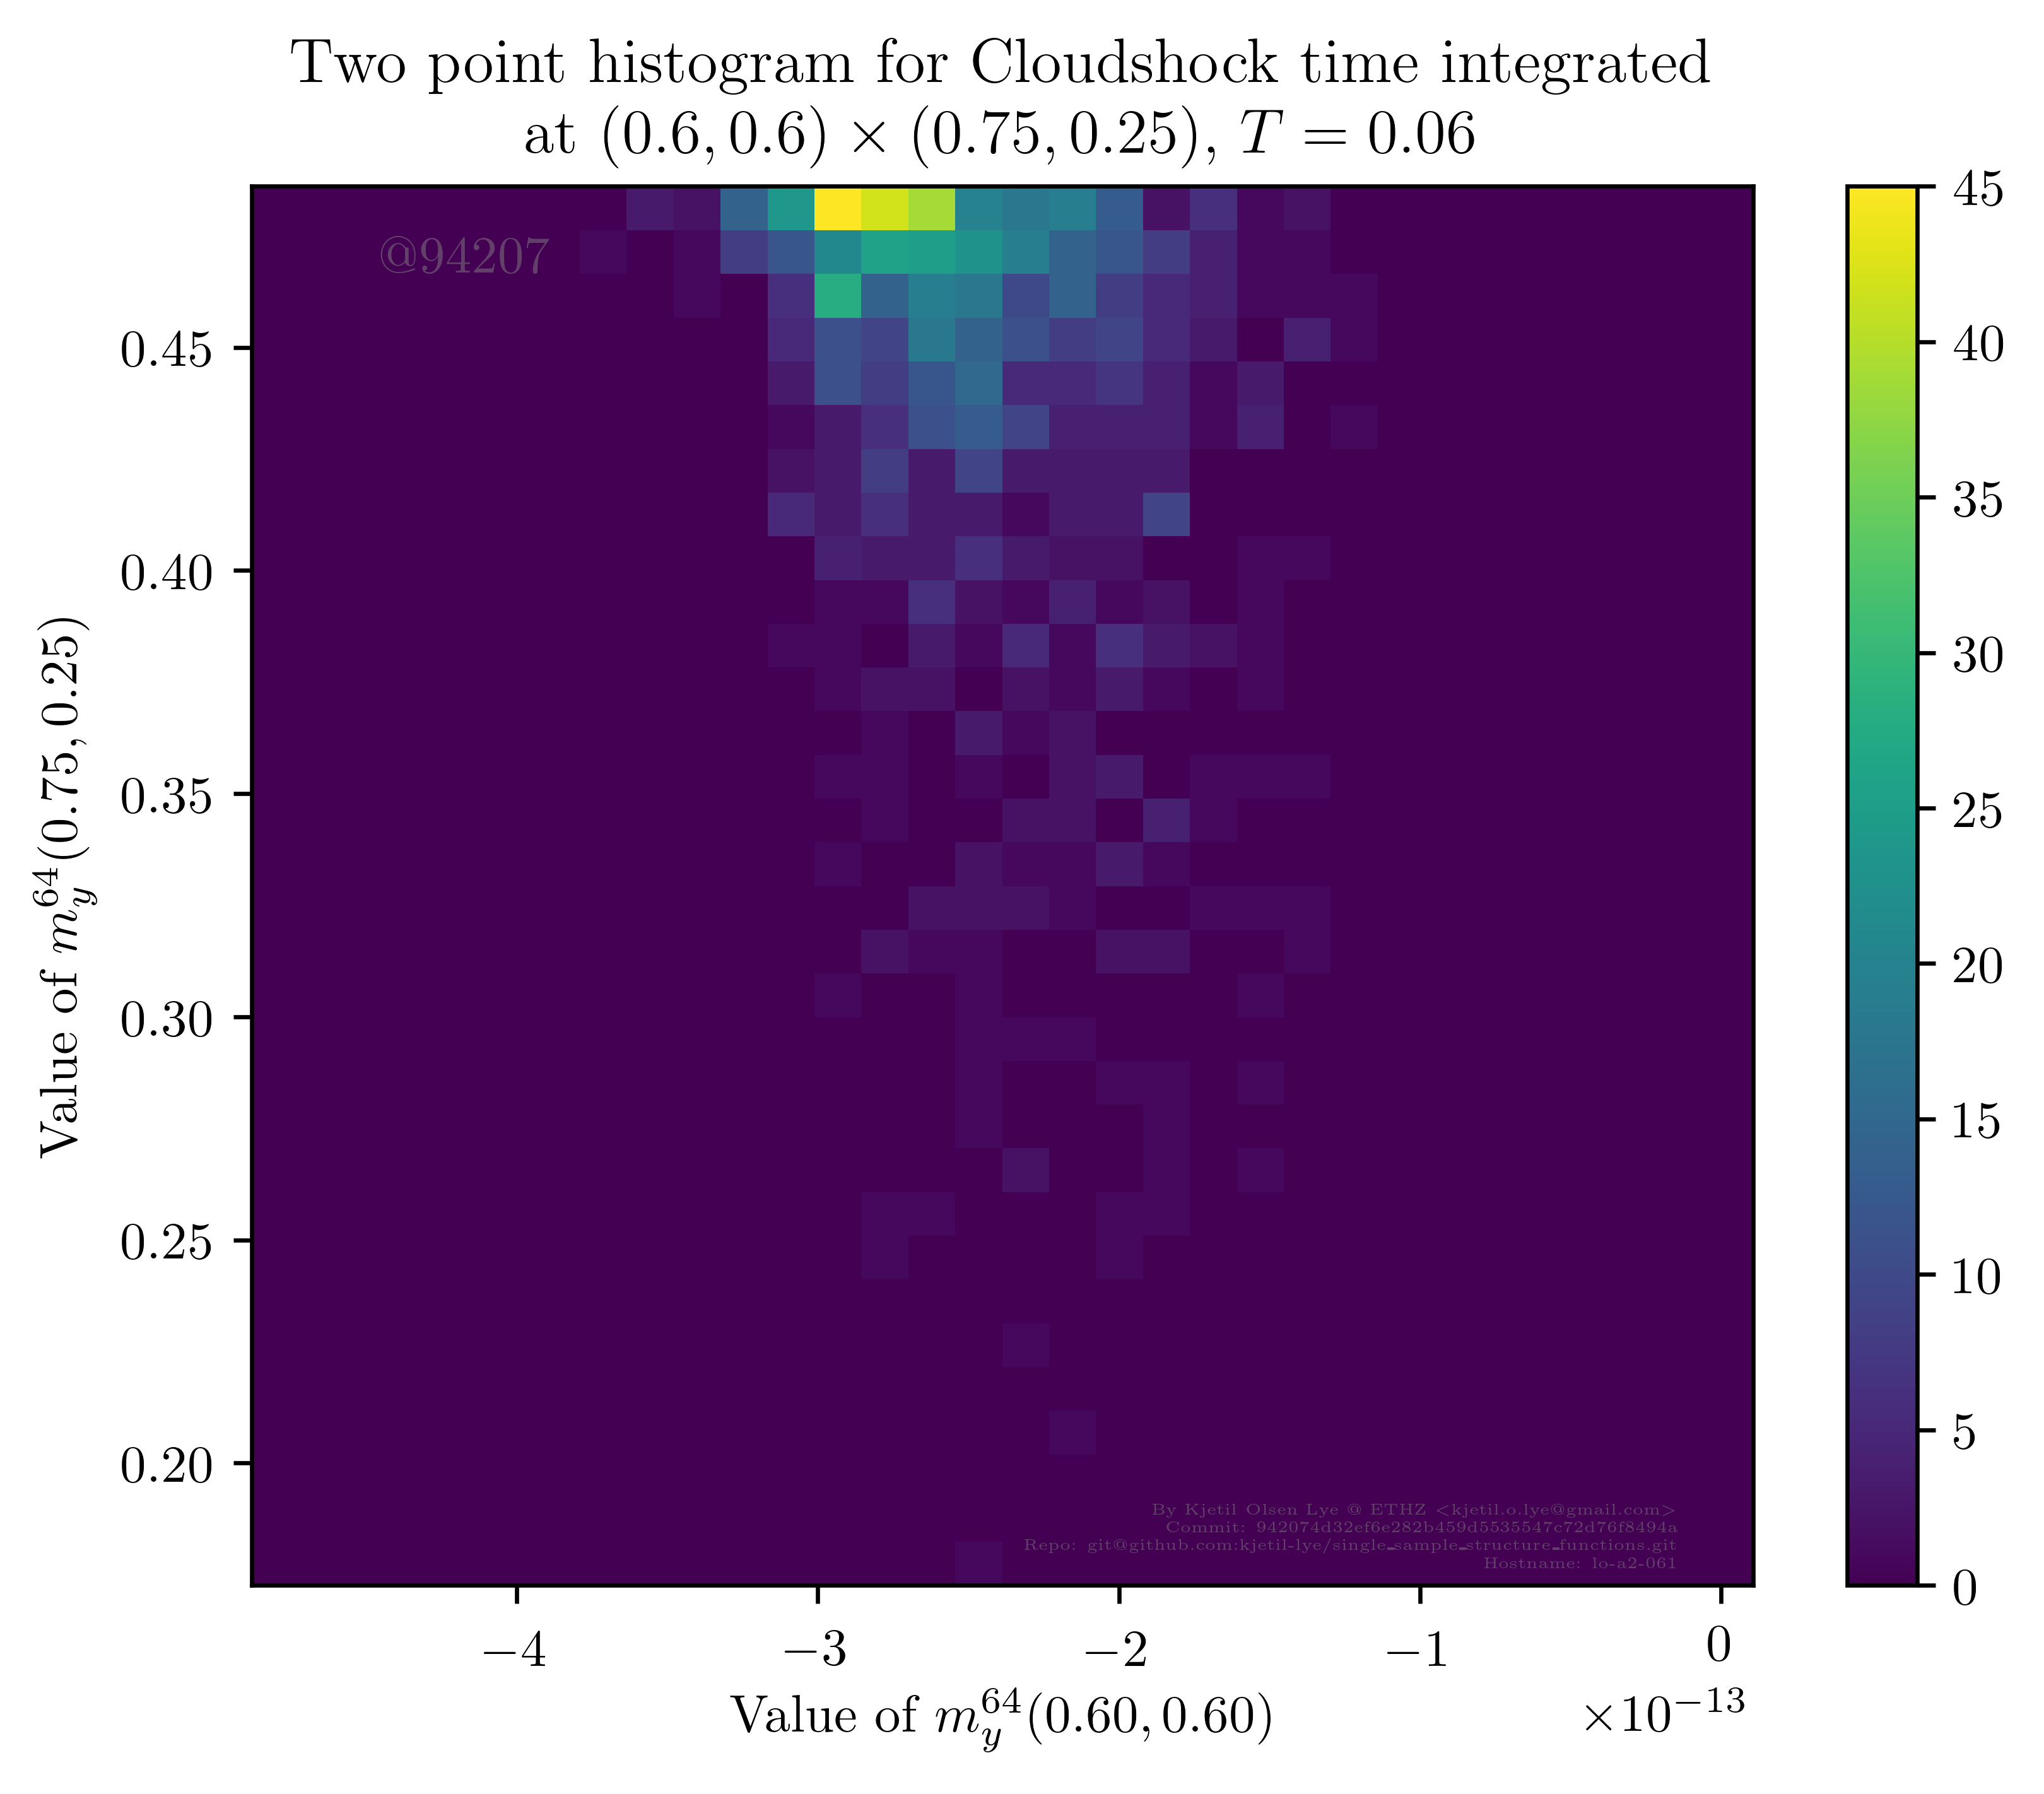 Two point histogram for Cloudshock time integrated
at (0.6, 0.6) × (0.75, 0.25), T = 0.06
@94207
45
40
35
30
25
20
15
10
5
0
0.45
0.40
0.35
0.30
0.25
0.20
Value of m_y^64(0.75, 0.25)
By Kjetil Olsen Lye @ ETHZ <kjetil.o.lye@gmail.com>
Commit: 942074d32ef6e282b459d5535547c72d76f8494a
Repo: git@github.com:kjetil-lye/single_sample_structure_functions.git
Hostname: lo-a2-061
−4 −3 −2 −1 0
Value of m_y^64(0.60, 0.60)
×10^−13